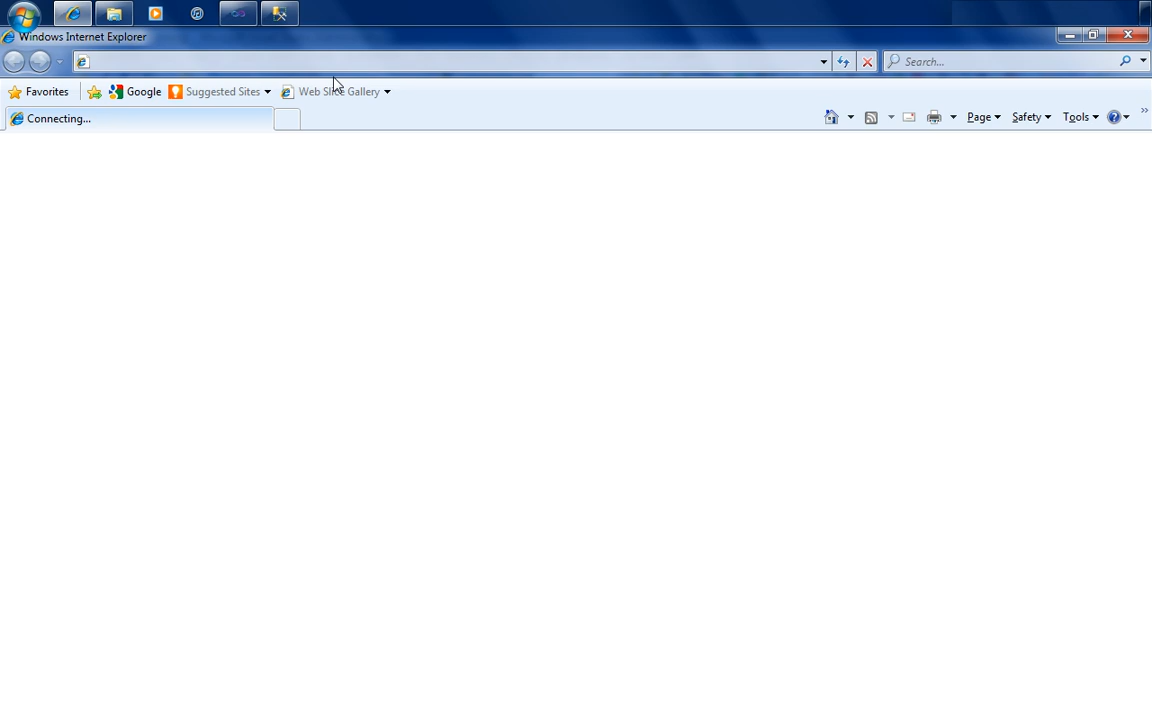 Windows Internet Explorer
Search...
Favorites Google Suggested Sites Web Slice Gallery
Connecting... Page Safety Tools